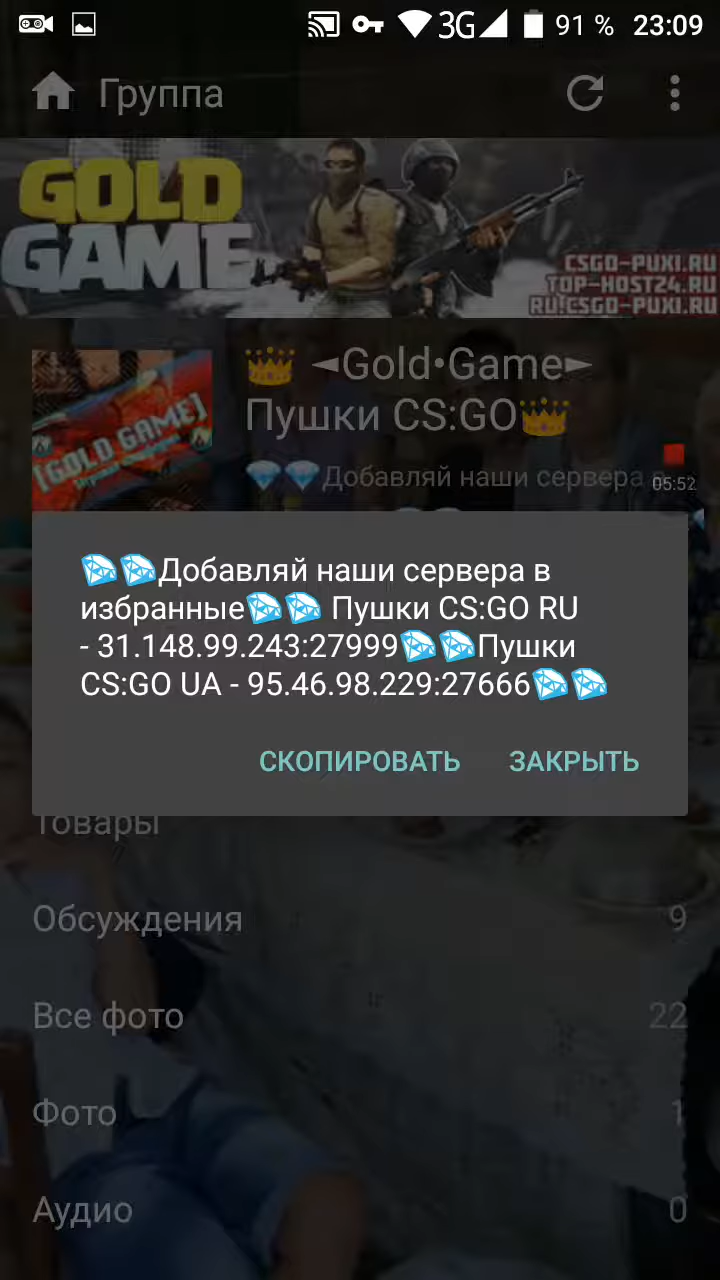 3G 91 % 23:09
Группа
GOLD
GAME
CSGO-PUXI.RU
TOP-HOST24.RU
RU!CSGO-PUXI.RU
👑 ◄Gold•Game►
Пушки CS:GO👑
[GOLD GAME]
💎💎Добавляй наши сервера в
05:52
💎💎Добавляй наши сервера в
избранные💎💎 Пушки CS:GO RU
- 31.148.99.243:27999💎💎Пушки
CS:GO UA - 95.46.98.229:27666💎💎
СКОПИРОВАТЬ ЗАКРЫТЬ
Товары
Обсуждения 9
Все фото 22
Фото 1
Аудио 0